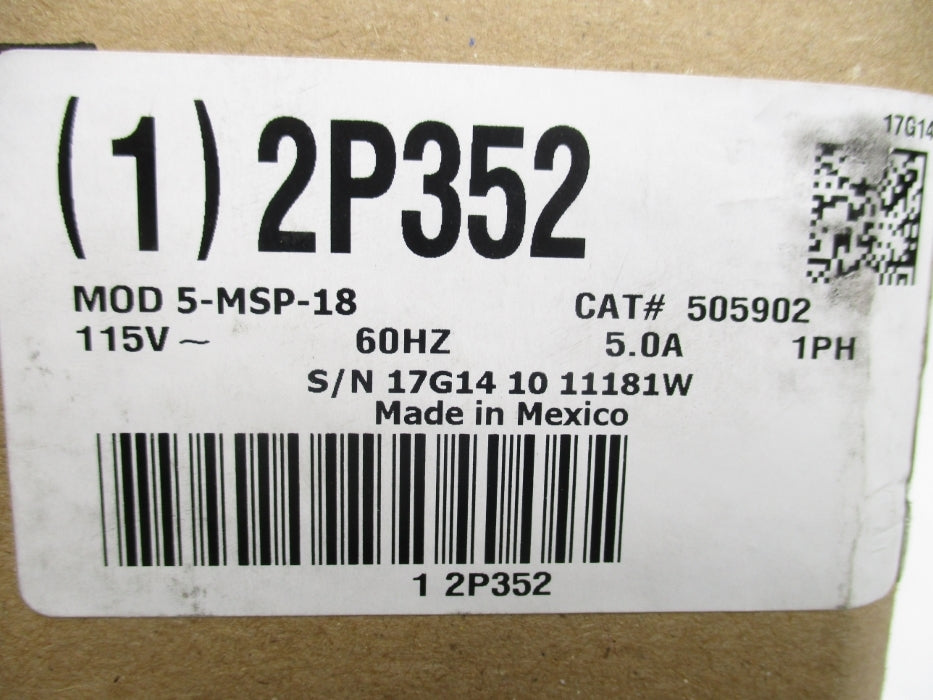 (1) 2P352
17G14
MOD 5-MSP-18 CAT# 505902
115V ~ 60HZ 5.0A 1PH
S/N 17G14 10 11181W
Made in Mexico
1 2P352